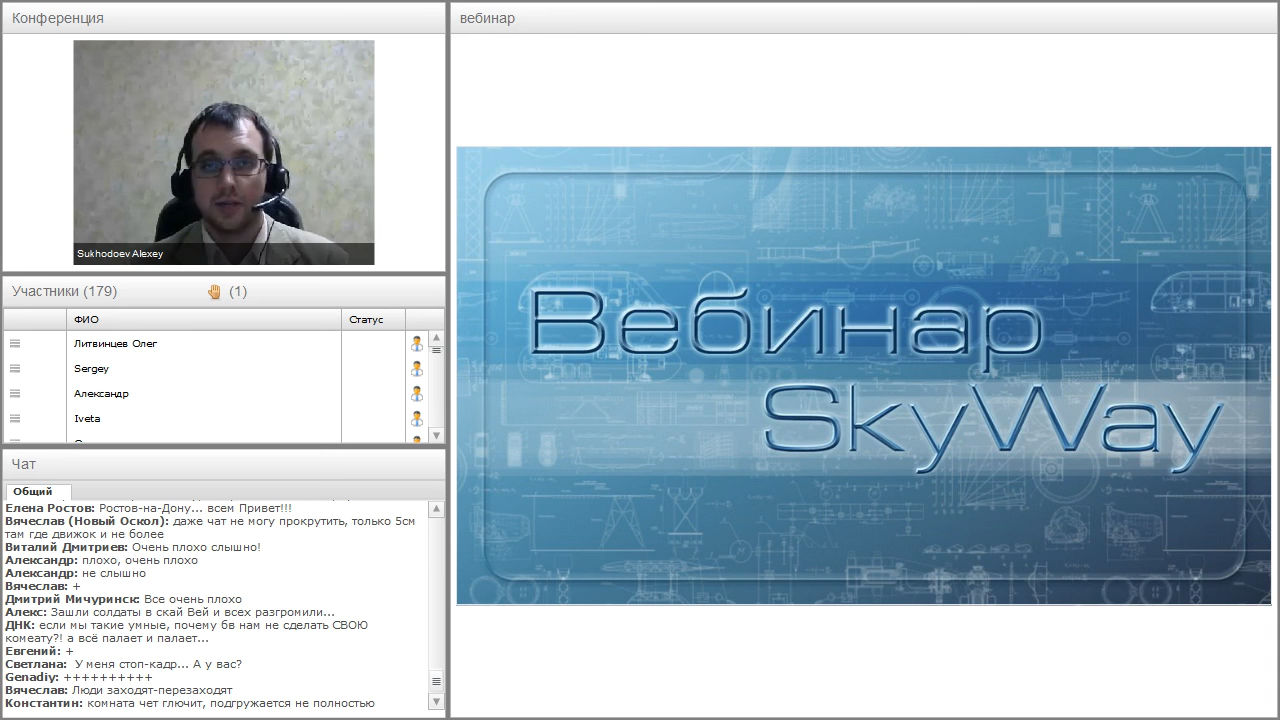 Конференция
Sukhodoev Alexey
Участники (179) (1)
ФИО Статус
Литвинцев Олег
Sergey
Александр
Iveta
Чат
Общий
Елена Ростов: Ростов-на-Дону... всем Привет!!!
Вячеслав (Новый Оскол): даже чат не могу прокрутить, только 5см
там где движок и не более
Виталий Дмитриев: Очень плохо слышно!
Александр: плохо, очень плохо
Александр: не слышно
Вячеслав: +
Дмитрий Мичуринск: Все очень плохо
Алекс: Зашли солдаты в скай Вей и всех разгромили...
ДНК: если мы такие умные, почему бв нам не сделать СВОЮ
комеату?! а всё палает и палает...
Евгений: +
Светлана: У меня стоп-кадр... А у вас?
Genadiy: ++++++++++
Вячеслав: Люди заходят-перезаходят
Константин: комната чет глючит, подгружается не полностью
вебинар
Вебинар
SkyWay